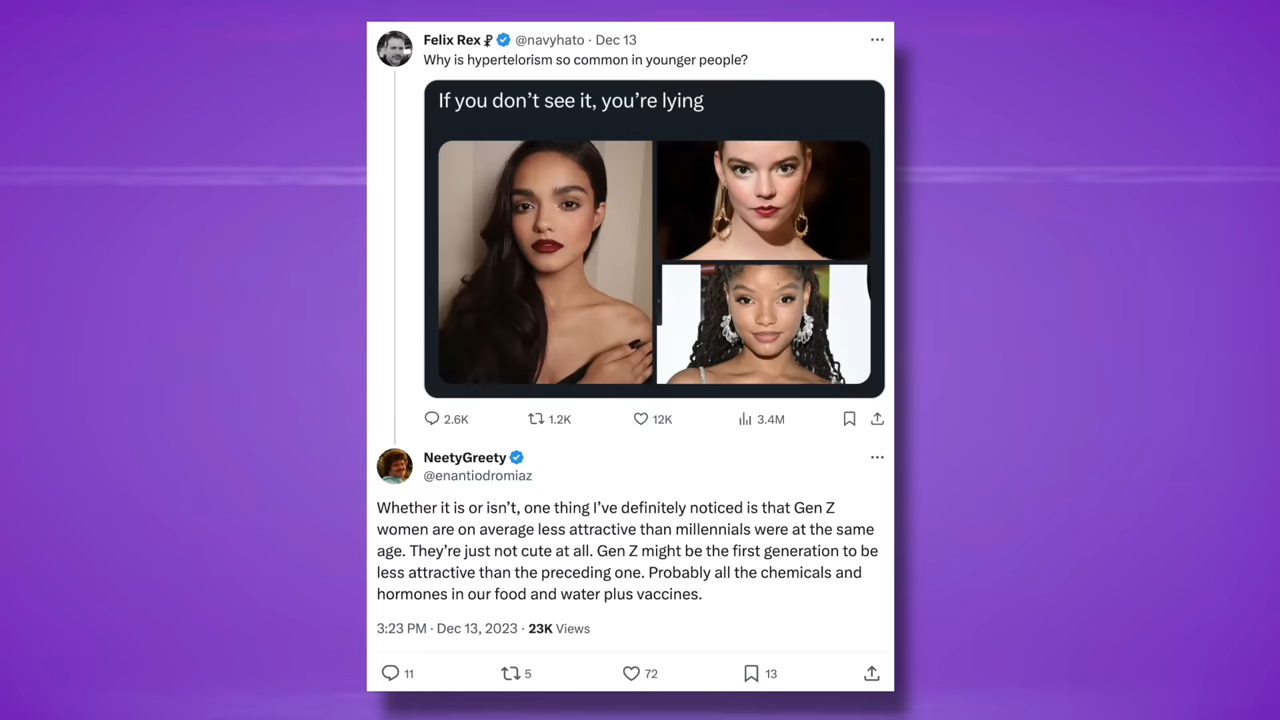 Felix Rex @navyhato · Dec 13
Why is hypertelorism so common in younger people?
If you don’t see it, you’re lying
2.6K 1.2K 12K 3.4M
NeetyGreety
@enantiodromiaz
Whether it is or isn’t, one thing I’ve definitely noticed is that Gen Z
women are on average less attractive than millennials were at the same
age. They’re just not cute at all. Gen Z might be the first generation to be
less attractive than the preceding one. Probably all the chemicals and
hormones in our food and water plus vaccines.
3:23 PM · Dec 13, 2023 · 23K Views
11 5 72 13